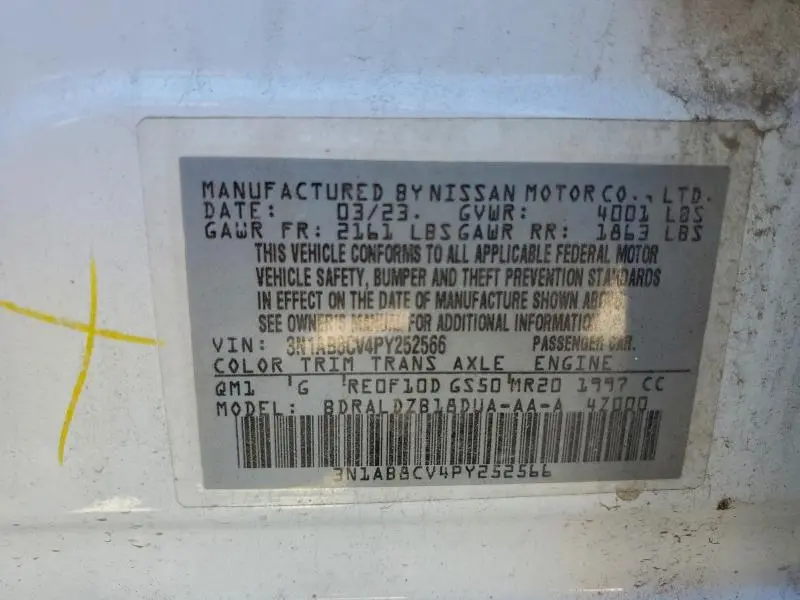 MANUFACTURED BY NISSAN MOTOR CO., LTD.
DATE: 03/23. GVWR: 4001 LBS
GAWR FR: 2161 LBS GAWR RR: 1863 LBS
THIS VEHICLE CONFORMS TO ALL APPLICABLE FEDERAL MOTOR
VEHICLE SAFETY, BUMPER AND THEFT PREVENTION STANDARDS
IN EFFECT ON THE DATE OF MANUFACTURE SHOWN ABOVE.
SEE OWNER'S MANUAL FOR ADDITIONAL INFORMATION.
VIN: 3N1AB8CV4PY252566 PASSENGER CAR.
COLOR TRIM TRANS AXLE ENGINE
QM1 'G 'RE0F10D GS50'MR20 1997 CC
MODEL: BDRALDZB18DUA-AA-A 47000
3N1AB8CV4PY252566